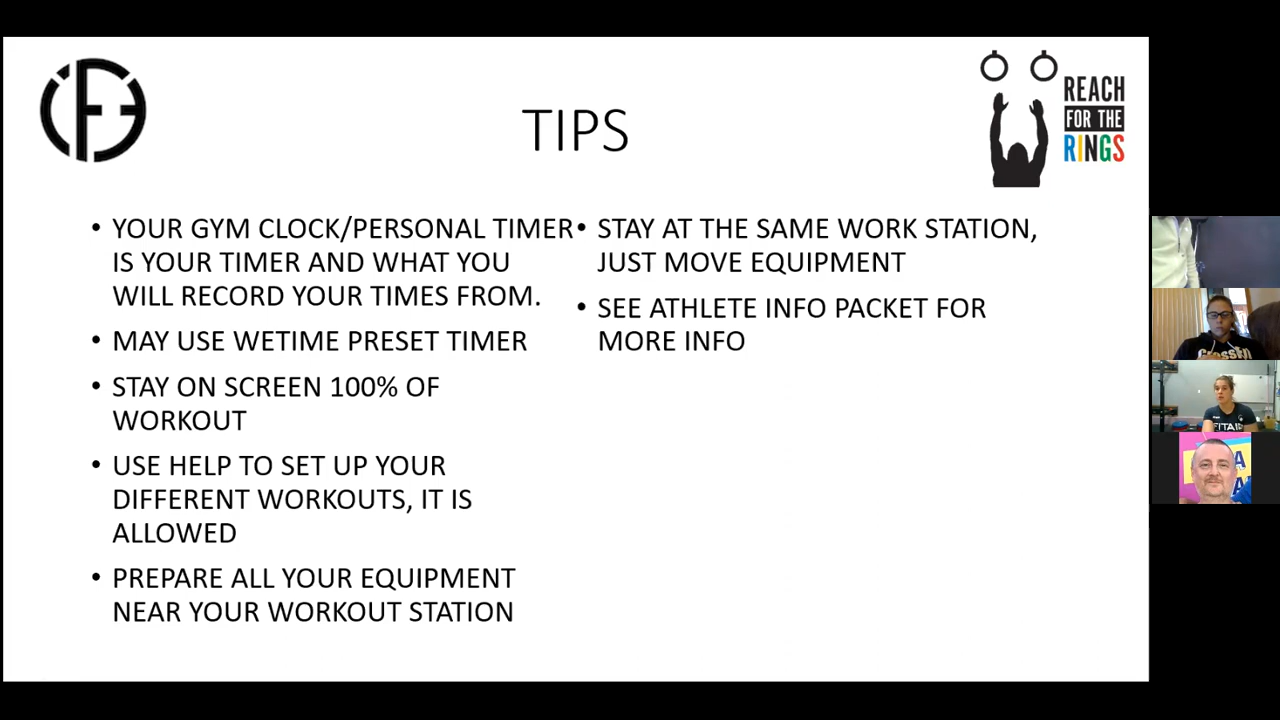 iF3
REACH
FOR THE
RINGS
TIPS
• YOUR GYM CLOCK/PERSONAL TIMER
IS YOUR TIMER AND WHAT YOU
WILL RECORD YOUR TIMES FROM.
• MAY USE WETIME PRESET TIMER
• STAY ON SCREEN 100% OF
WORKOUT
• USE HELP TO SET UP YOUR
DIFFERENT WORKOUTS, IT IS
ALLOWED
• PREPARE ALL YOUR EQUIPMENT
NEAR YOUR WORKOUT STATION
• STAY AT THE SAME WORK STATION,
JUST MOVE EQUIPMENT
• SEE ATHLETE INFO PACKET FOR
MORE INFO
CrossFit
FITAID